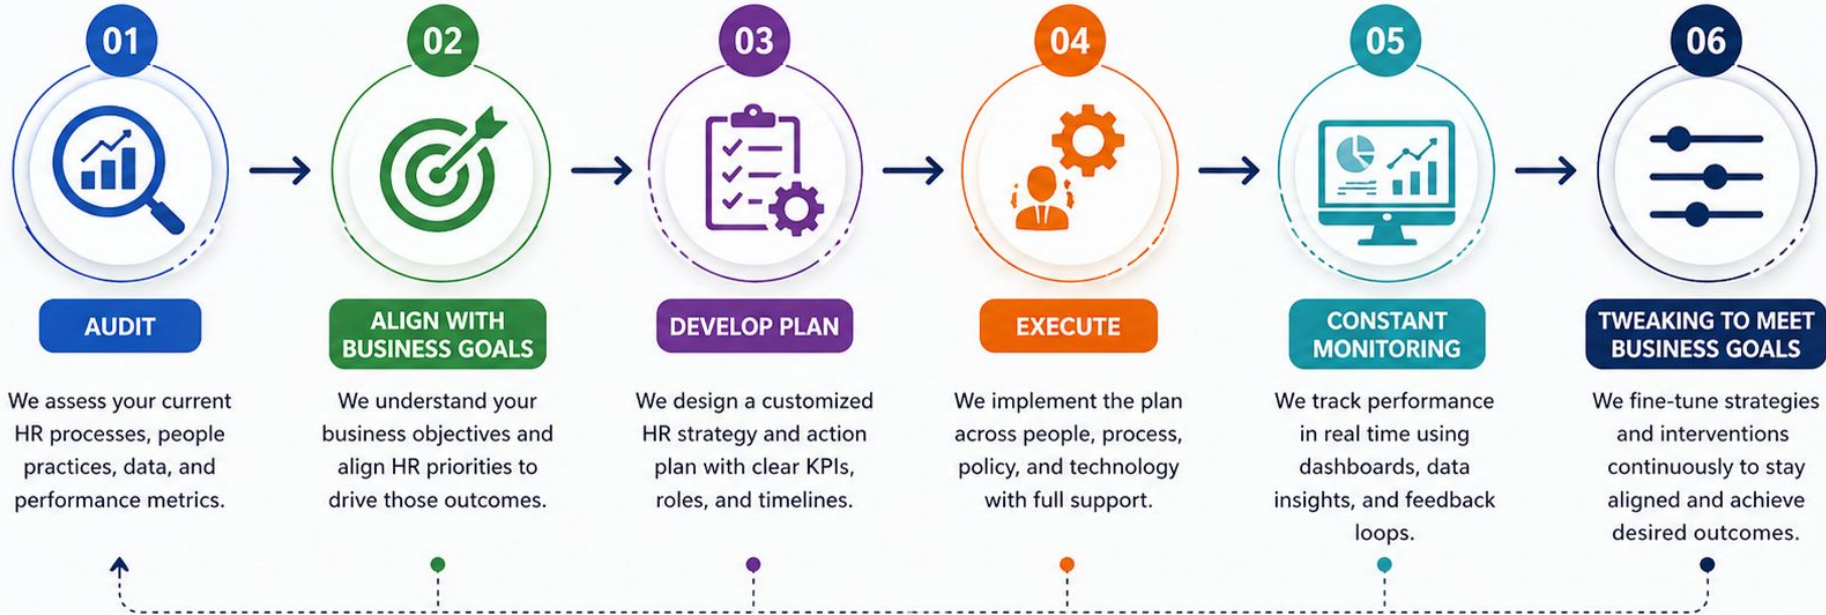 01
AUDIT
We assess your current
HR processes, people
practices, data, and
performance metrics.
02
ALIGN WITH
BUSINESS GOALS
We understand your
business objectives and
align HR priorities to
drive those outcomes.
03
DEVELOP PLAN
We design a customized
HR strategy and action
plan with clear KPIs,
roles, and timelines.
04
EXECUTE
We implement the plan
across people, process,
policy, and technology
with full support.
05
CONSTANT
MONITORING
We track performance
in real time using
dashboards, data
insights, and feedback
loops.
06
TWEAKING TO MEET
BUSINESS GOALS
We fine-tune strategies
and interventions
continuously to stay
aligned and achieve
desired outcomes.